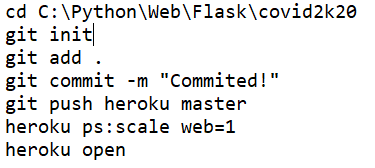 cd C:\Python\Web\Flask\covid2k20
git init
git add .
git commit -m "Commited!"
git push heroku master
heroku ps:scale web=1
heroku open